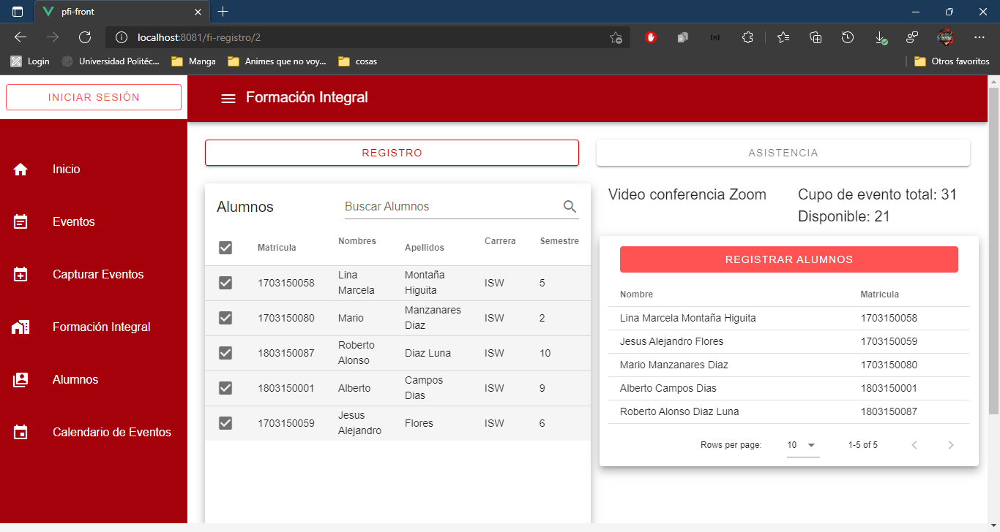 pfi-front
localhost:8081/fi-registro/2
Login
Universidad Politéc...
Manga
Animes que no voy...
cosas
Otros favoritos
INICIAR SESIÓN
Formación Integral
Inicio
Eventos
Capturar Eventos
Formación Integral
Alumnos
Calendario de Eventos
REGISTRO
ASISTENCIA
Alumnos
Buscar Alumnos
Matricula Nombres Apellidos Carrera Semestre
1703150058 Lina Marcela Montaña Higuita ISW 5
1703150080 Mario Manzanares Diaz ISW 2
1803150087 Roberto Alonso Diaz Luna ISW 10
1803150001 Alberto Campos Dias ISW 9
1703150059 Jesus Alejandro Flores ISW 6
Video conferencia Zoom
Cupo de evento total: 31
Disponible: 21
REGISTRAR ALUMNOS
Nombre Matricula
Lina Marcela Montaña Higuita 1703150058
Jesus Alejandro Flores 1703150059
Mario Manzanares Diaz 1703150080
Alberto Campos Dias 1803150001
Roberto Alonso Diaz Luna 1803150087
Rows per page: 10 1-5 of 5